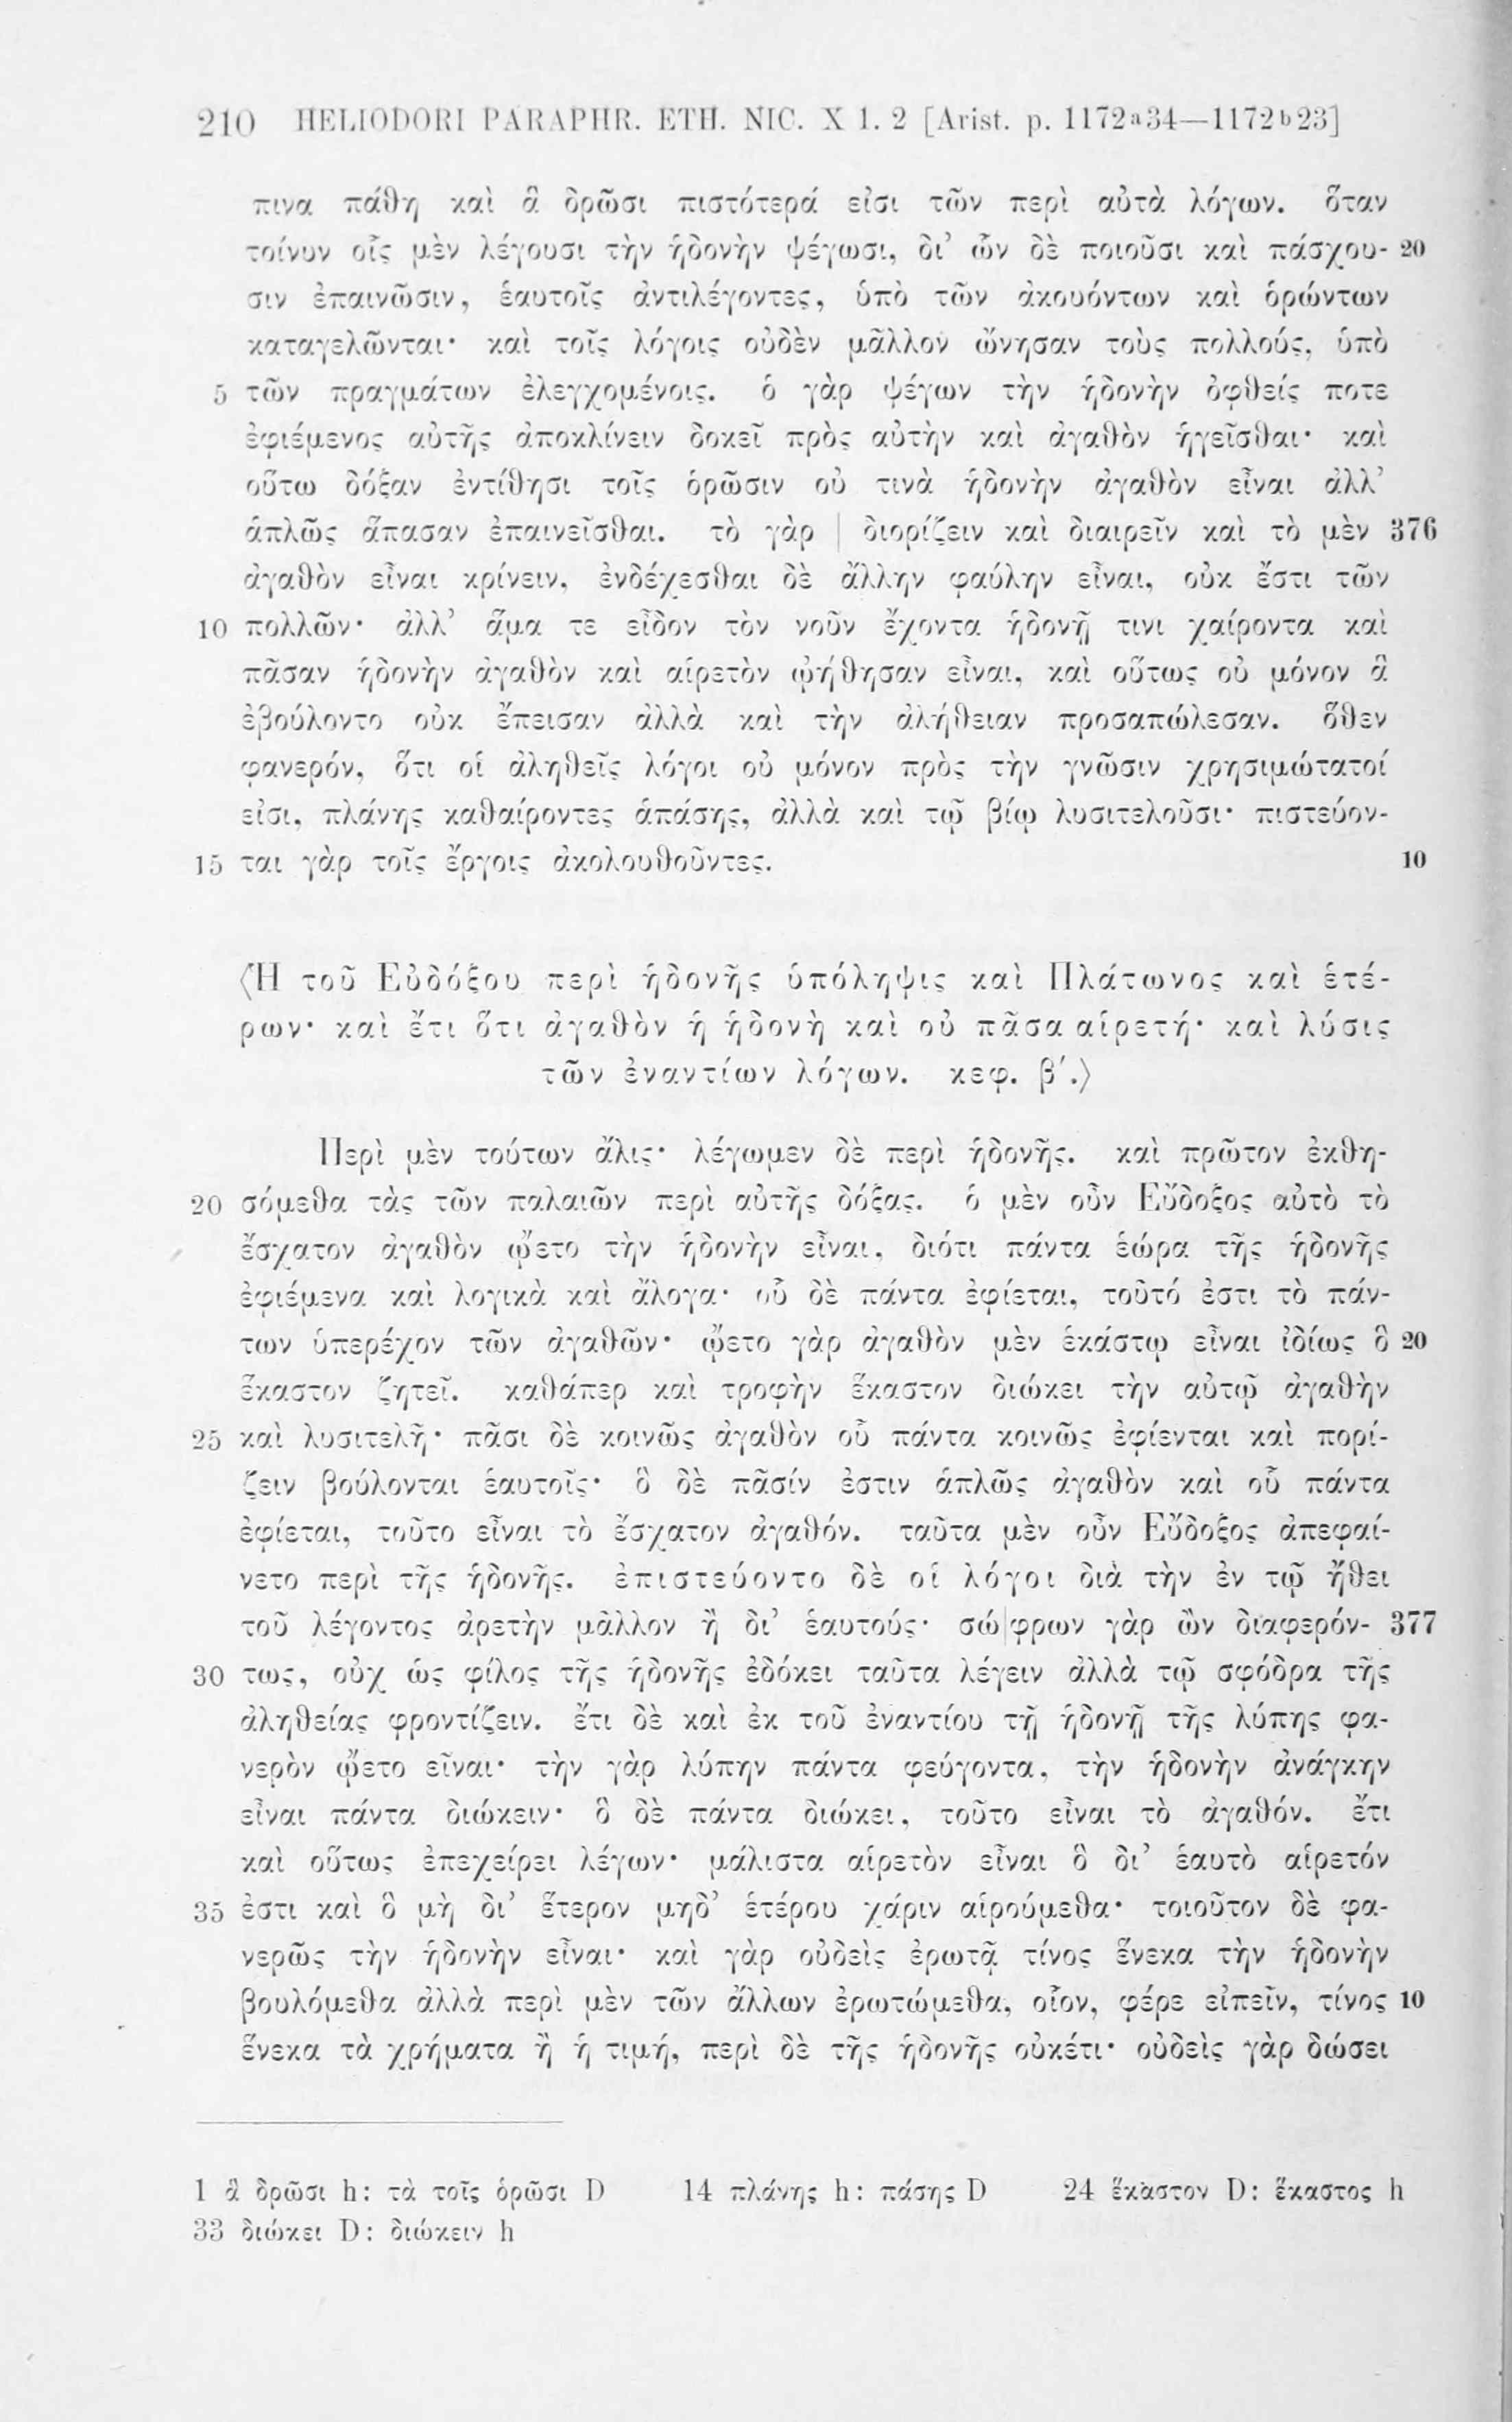 210 HELIODORI PARAPHR. ETH. NIC. X 1. 2 [Arist. p. 1172a34—1172b23]
πινα πάθη καὶ ἃ δρῶσι πιστότερά εἰσι τῶν περὶ αὐτὰ λόγων. ὅταν
τοίνυν οἷς μὲν λέγουσι τὴν ἡδονὴν ψέγωσι, δι’ ὧν δὲ ποιοῦσι καὶ πάσχου- 20
σιν ἐπαινῶσιν, ἑαυτοῖς ἀντιλέγοντες, ὑπὸ τῶν ἀκουόντων καὶ ὁρώντων
καταγελῶνται· καὶ τοῖς λόγοις οὐδὲν μᾶλλον ὤνησαν τοὺς πολλούς, ὑπὸ
5 τῶν πραγμάτων ἐλεγχομένοις. ὁ γὰρ ψέγων τὴν ἡδονὴν ὀφθείς ποτε
ἐφιέμενος αὐτῆς ἀποκλίνειν δοκεῖ πρὸς αὐτὴν καὶ ἀγαθὸν ἡγεῖσθαι· καὶ
οὕτω δόξαν ἐντίθησι τοῖς ὁρῶσιν οὐ τινὰ ἡδονὴν ἀγαθὸν εἶναι ἀλλ’
ἁπλῶς ἅπασαν ἐπαινεῖσθαι. τὸ γὰρ | διορίζειν καὶ διαιρεῖν καὶ τὸ μὲν 376
ἀγαθὸν εἶναι κρίνειν, ἐνδέχεσθαι δὲ ἄλλην φαύλην εἶναι, οὐκ ἔστι τῶν
10 πολλῶν· ἀλλ’ ἅμα τε εἶδον τὸν νοῦν ἔχοντα ἡδονῇ τινι χαίροντα καὶ
πᾶσαν ἡδονὴν ἀγαθὸν καὶ αἱρετὸν ᾠήθησαν εἶναι, καὶ οὕτως οὐ μόνον ἃ
ἐβούλοντο οὐκ ἔπεισαν ἀλλὰ καὶ τὴν ἀλήθειαν προσαπώλεσαν. ὅθεν
φανερόν, ὅτι οἱ ἀληθεῖς λόγοι οὐ μόνον πρὸς τὴν γνῶσιν χρησιμώτατοί
εἰσι, πλάνης καθαίροντες ἁπάσης, ἀλλὰ καὶ τῷ βίῳ λυσιτελοῦσι· πιστεύον-
15 ται γὰρ τοῖς ἔργοις ἀκολουθοῦντες. 10
⟨Ἡ τοῦ Εὐδόξου περὶ ἡδονῆς ὑπόληψις καὶ Πλάτωνος καὶ ἑτέ-
ρων· καὶ ἔτι ὅτι ἀγαθὸν ἡ ἡδονὴ καὶ οὐ πᾶσα αἱρετή· καὶ λύσις
τῶν ἐναντίων λόγων. κεφ. β΄.⟩
Περὶ μὲν τούτων ἅλις· λέγωμεν δὲ περὶ ἡδονῆς. καὶ πρῶτον ἐκθη-
20 σόμεθα τὰς τῶν παλαιῶν περὶ αὐτῆς δόξας. ὁ μὲν οὖν Εὔδοξος αὐτὸ τὸ
ἔσχατον ἀγαθὸν ᾤετο τὴν ἡδονὴν εἶναι, διότι πάντα ἑώρα τῆς ἡδονῆς
ἐφιέμενα καὶ λογικὰ καὶ ἄλογα· οὗ δὲ πάντα ἐφίεται, τοῦτό ἐστι τὸ πάν-
των ὑπερέχον τῶν ἀγαθῶν· ᾤετο γὰρ ἀγαθὸν μὲν ἑκάστῳ εἶναι ἰδίως ὃ 20
ἕκαστον ζητεῖ. καθάπερ καὶ τροφὴν ἕκαστον διώκει τὴν αὐτῷ ἀγαθὴν
25 καὶ λυσιτελῆ· πᾶσι δὲ κοινῶς ἀγαθὸν οὗ πάντα κοινῶς ἐφίενται καὶ πορί-
ζειν βούλονται ἑαυτοῖς· ὃ δὲ πᾶσίν ἐστιν ἁπλῶς ἀγαθὸν καὶ οὗ πάντα
ἐφίεται, τοῦτο εἶναι τὸ ἔσχατον ἀγαθόν. ταῦτα μὲν οὖν Εὔδοξος ἀπεφαί-
νετο περὶ τῆς ἡδονῆς. ἐπιστεύοντο δὲ οἱ λόγοι διὰ τὴν ἐν τῷ ἤθει
τοῦ λέγοντος ἀρετὴν μᾶλλον ἢ δι’ ἑαυτούς· σώ|φρων γὰρ ὢν διαφερόν- 377
30 τως, οὐχ ὡς φίλος τῆς ἡδονῆς ἐδόκει ταῦτα λέγειν ἀλλὰ τῷ σφόδρα τῆς
ἀληθείας φροντίζειν. ἔτι δὲ καὶ ἐκ τοῦ ἐναντίου τῇ ἡδονῇ τῆς λύπης φα-
νερὸν ᾤετο εἶναι· τὴν γὰρ λύπην πάντα φεύγοντα, τὴν ἡδονὴν ἀνάγκην
εἶναι πάντα διώκειν· ὃ δὲ πάντα διώκει, τοῦτο εἶναι τὸ ἀγαθόν. ἔτι
καὶ οὕτως ἐπεχείρει λέγων· μάλιστα αἱρετὸν εἶναι ὃ δι’ ἑαυτὸ αἱρετόν
35 ἐστι καὶ ὃ μὴ δι’ ἕτερον μηδ’ ἑτέρου χάριν αἱρούμεθα· τοιοῦτον δὲ φα-
νερῶς τὴν ἡδονὴν εἶναι· καὶ γὰρ οὐδεὶς ἐρωτᾷ τίνος ἕνεκα τὴν ἡδονὴν
βουλόμεθα ἀλλὰ περὶ μὲν τῶν ἄλλων ἐρωτώμεθα, οἷον, φέρε εἰπεῖν, τίνος 10
ἕνεκα τὰ χρήματα ἢ ἡ τιμή, περὶ δὲ τῆς ἡδονῆς οὐκέτι· οὐδεὶς γὰρ δώσει
1 ἃ δρῶσι h: τὰ τοῖς ὁρῶσι D 14 πλάνης h: πάσης D 24 ἕκαστον D: ἕκαστος h
33 διώκει D: διώκειν h